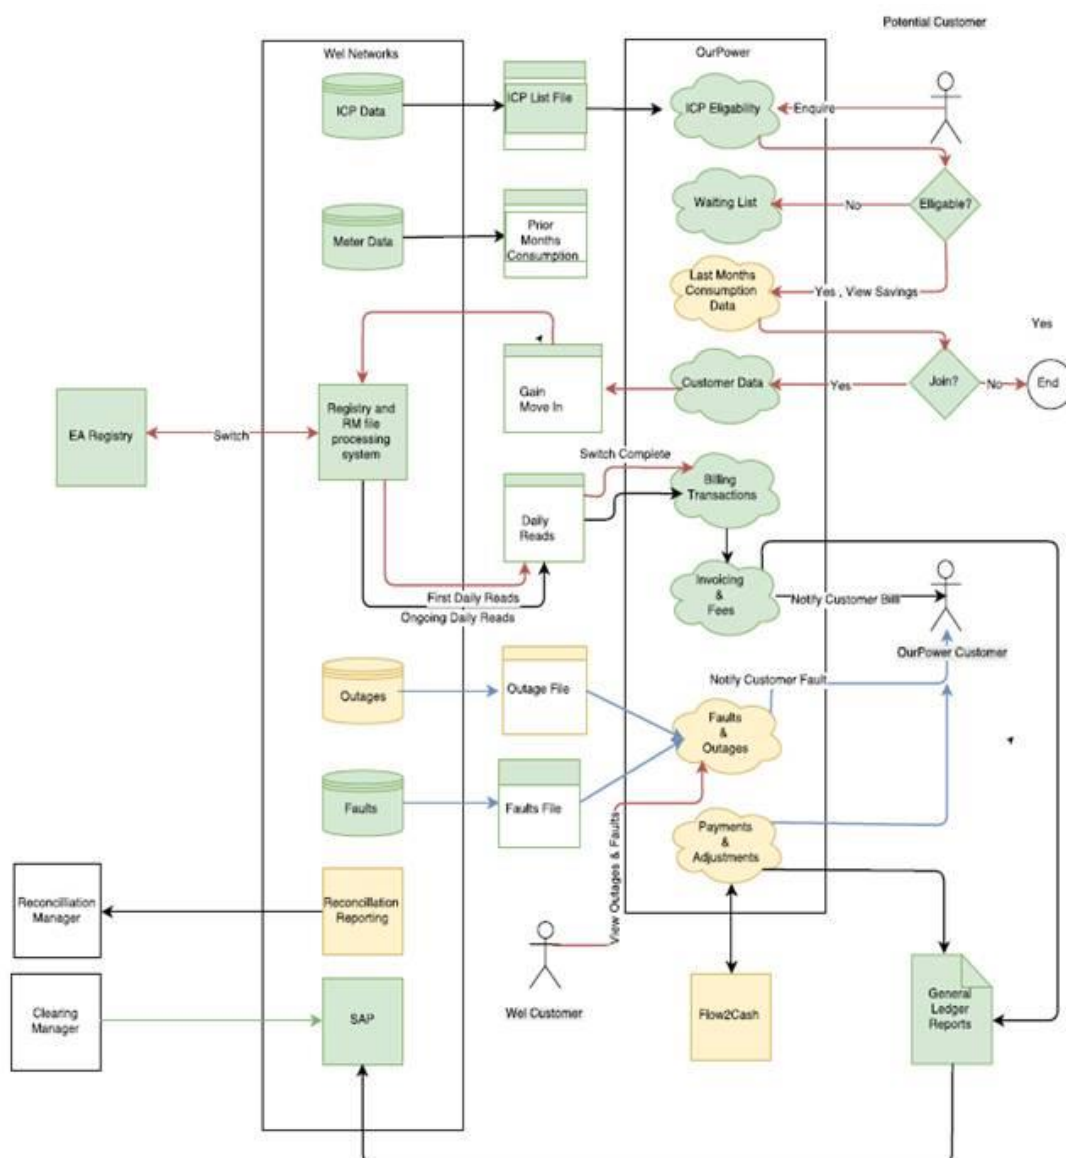 Potential Customer
Wel Networks
OurPower
ICP Data
ICP List File
ICP Eligability
Enquire
Waiting List
No
Elligable?
Meter Data
Prior
Months
Consumption
Last Months
Consumption
Data
Yes , View Savings
Yes
Gain
Move In
Customer Data
Yes
Join?
No
End
EA Registry
Switch
Registry and
RM file
processing
system
Switch Complete
Billing
Transactions
Daily
Reads
First Daily Reads
Ongoing Daily Reads
Invoicing
&
Fees
Notify Customer Billl
OurPower Customer
Notify Customer Fault
Outages
Outage File
Faults
&
Outages
Faults
Faults File
View Outages & Faults
Payments
&
Adjustments
Reconcilliation
Manager
Reconcillation
Reporting
Wel Customer
Clearing
Manager
SAP
Flow2Cash
General
Ledger
Reports